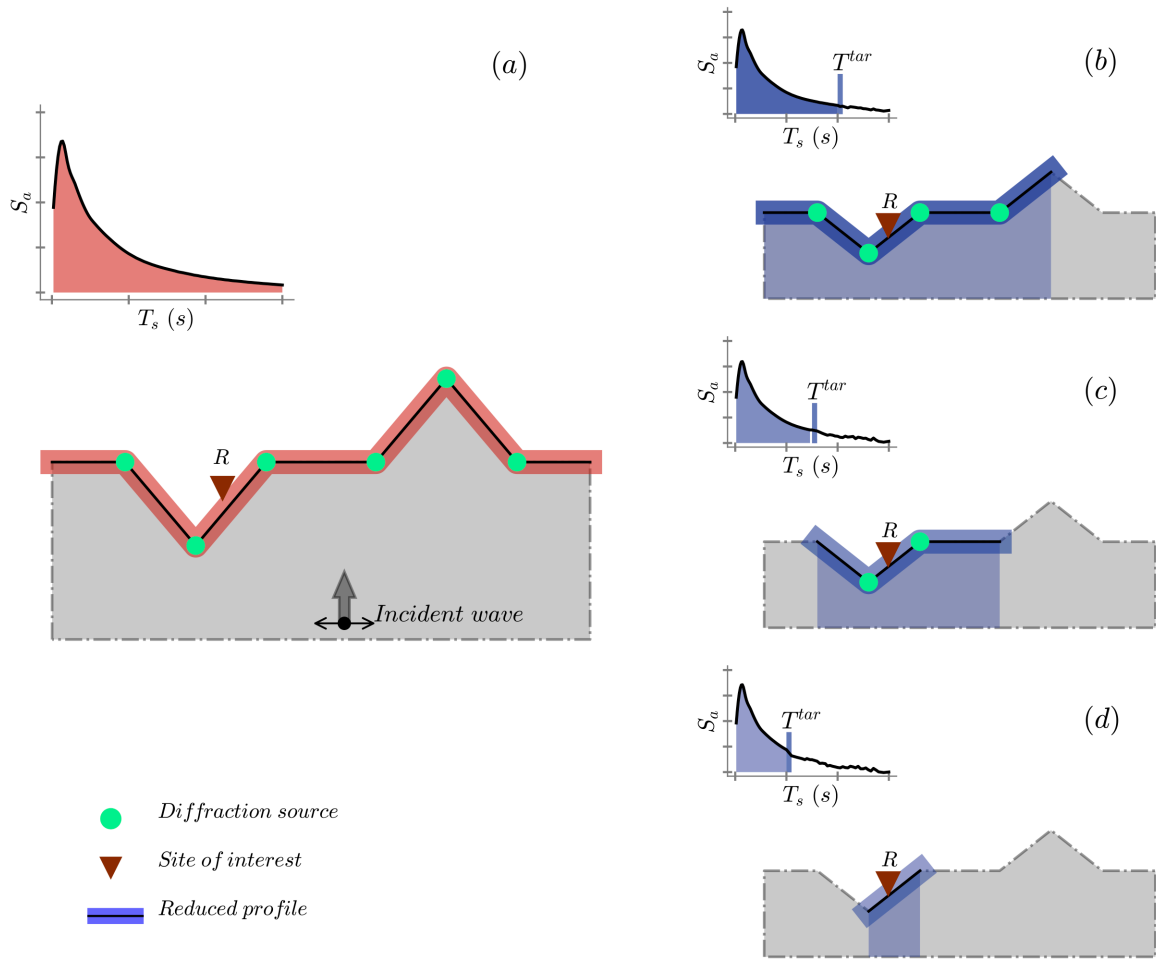 (a)
S_a
T_s (s)
R
Incident wave
Diffraction source
Site of interest
Reduced profile
(b)
S_a
T^{tar}
T_s (s)
R
(c)
S_a
T^{tar}
T_s (s)
R
(d)
S_a
T^{tar}
T_s (s)
R